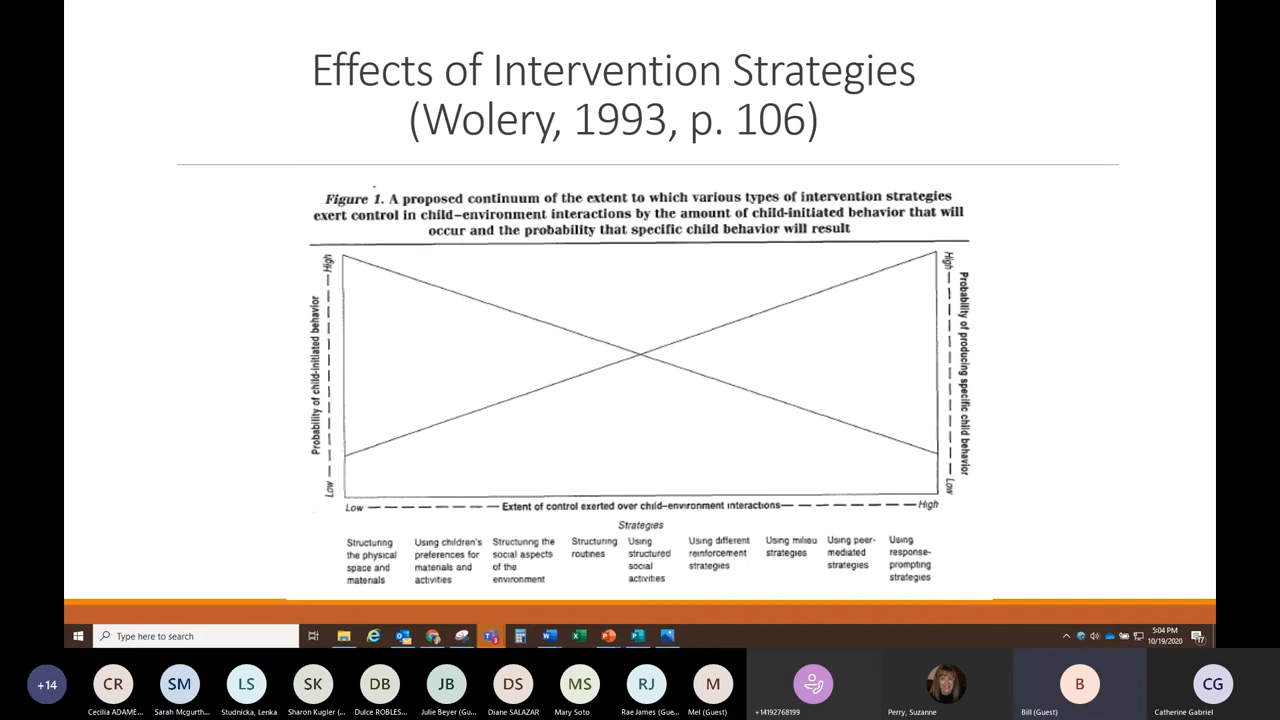 Effects of Intervention Strategies
(Wolery, 1993, p. 106)
Figure 1. A proposed continuum of the extent to which various types of intervention strategies
exert control in child–environment interactions by the amount of child-initiated behavior that will
occur and the probability that specific child behavior will result
High
Probability of child-initiated behavior
Low
High
Probability of producing specific child behavior
Low
Low
Extent of control exerted over child–environment interactions
High
Strategies
Structuring
the physical
space and
materials
Using children's
preferences for
materials and
activities
Structuring the
social aspects
of the
environment
Structuring
routines
Using
structured
social
activities
Using different
reinforcement
strategies
Using milieu
strategies
Using peer-
mediated
strategies
Using
response-
prompting
strategies
Type here to search
5:04 PM
10/19/2020
17
+14
CR
SM
LS
SK
DB
JB
DS
MS
RJ
M
B
CG
Cecilia ADAME...
Sarah Mcgurth...
Studnicka, Lenka
Sharon Kugler (...
Dulce ROBLES...
Julie Beyer (Gu...
Diane SALAZAR
Mary Soto
Rae James (Gue...
Mel (Guest)
+14192768199
Perry, Suzanne
Bill (Guest)
Catherine Gabriel